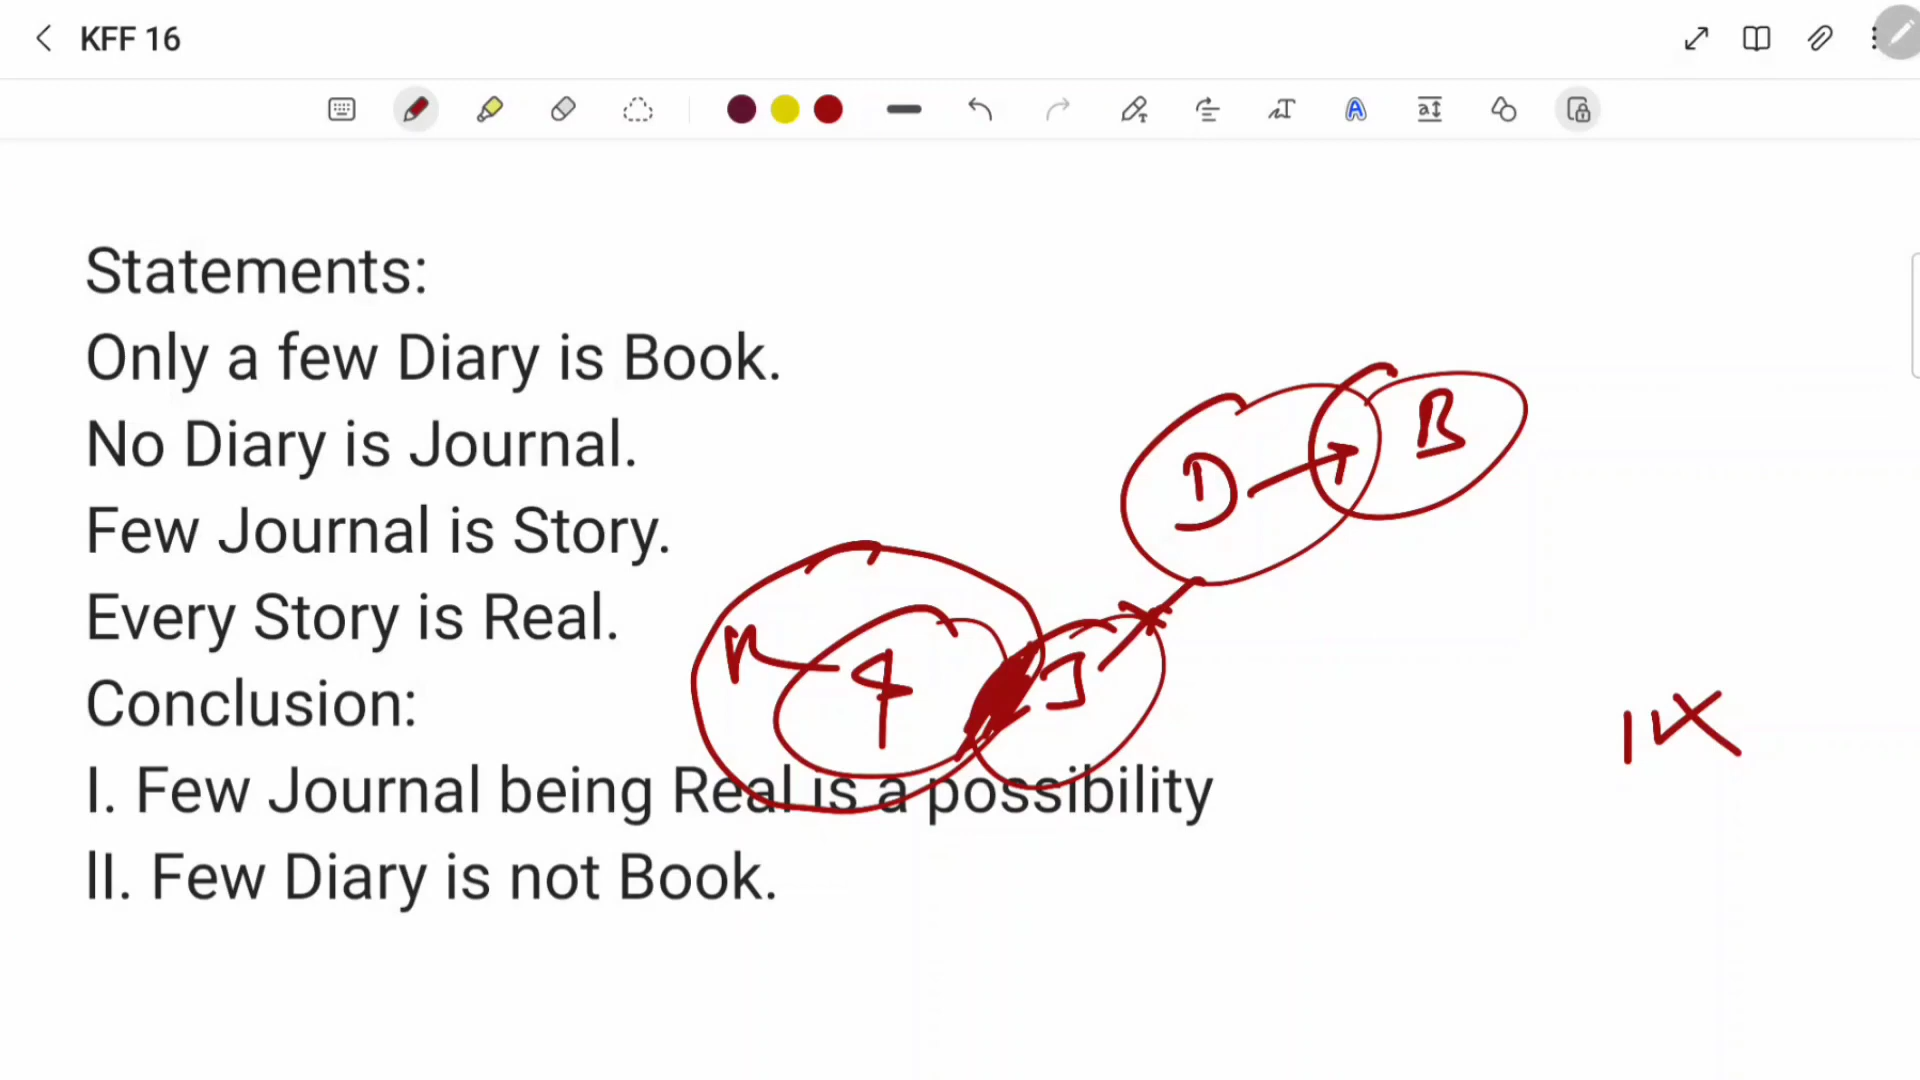 KFF 16
Statements:
Only a few Diary is Book.
No Diary is Journal.
Few Journal is Story.
Every Story is Real.
Conclusion:
I. Few Journal being Real is a possibility
lI. Few Diary is not Book.
D
B
J